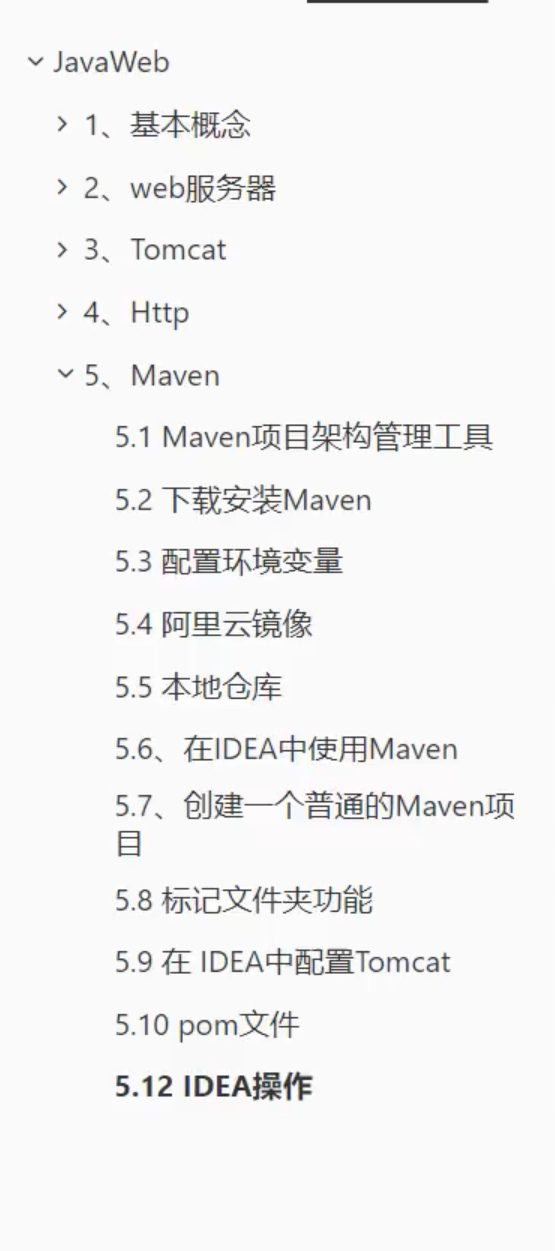 JavaWeb
1、基本概念
2、web服务器
3、Tomcat
4、Http
5、Maven
5.1 Maven项目架构管理工具
5.2 下载安装Maven
5.3 配置环境变量
5.4 阿里云镜像
5.5 本地仓库
5.6、在IDEA中使用Maven
5.7、创建一个普通的Maven项
目
5.8 标记文件夹功能
5.9 在 IDEA中配置Tomcat
5.10 pom文件
5.12 IDEA操作